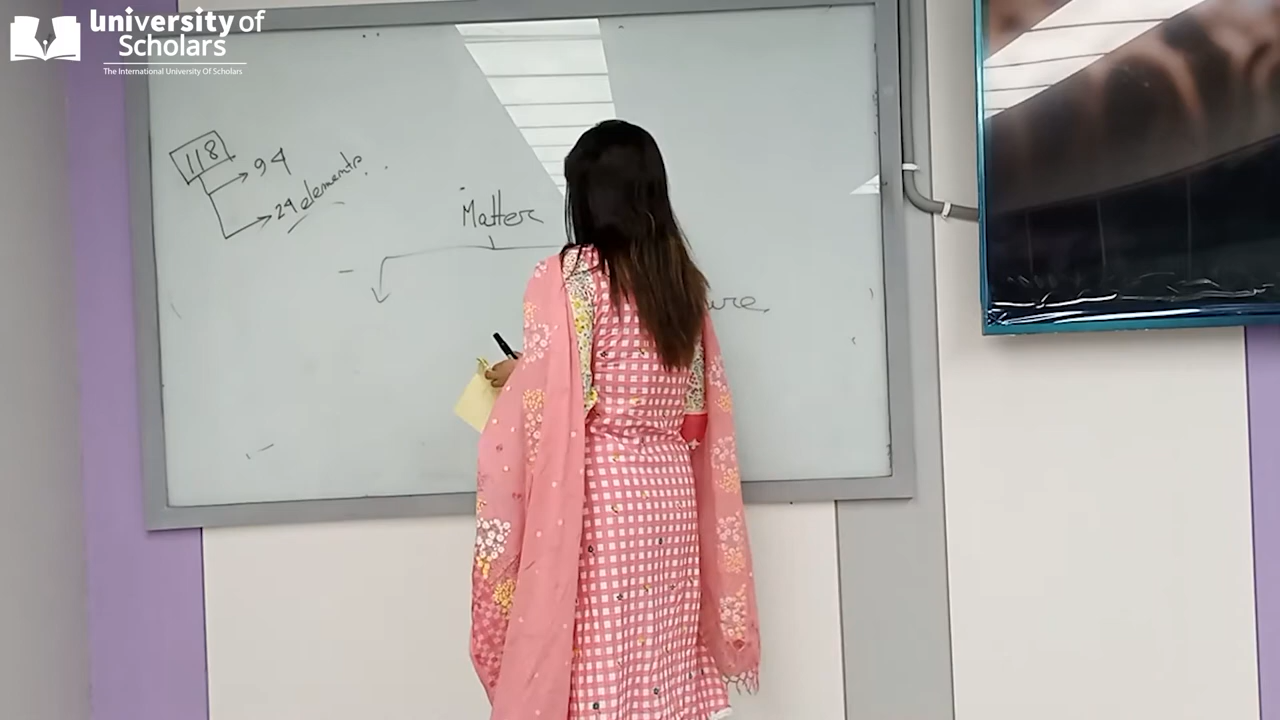 University of
Scholars
The International University Of Scholars
118
94
24 elements.
Matter